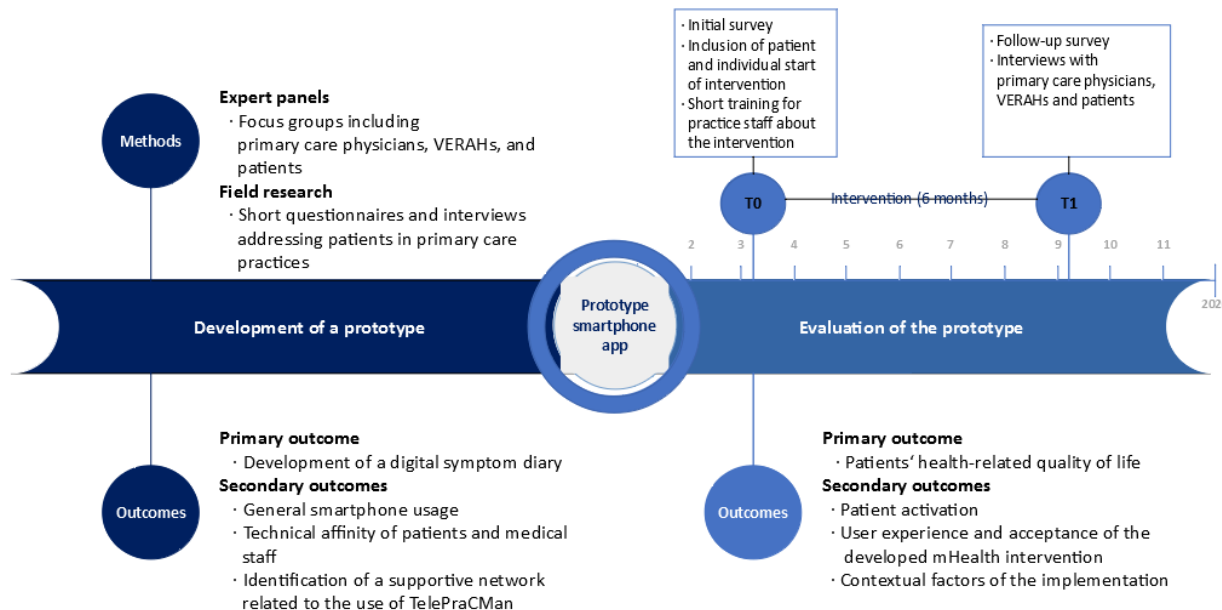 Methods
Expert panels
· Focus groups including
primary care physicians, VERAHs, and
patients
Field research
· Short questionnaires and interviews
addressing patients in primary care
practices
· Initial survey
· Inclusion of patient
and individual start
of intervention
· Short training for
practice staff about
the intervention
· Follow-up survey
· Interviews with
primary care physicians,
VERAHs and patients
T0
Intervention (6 months)
T1
2 3 4 5 6 7 8 9 10 11
202
Development of a prototype
Prototype
smartphone
app
Evaluation of the prototype
Outcomes
Primary outcome
· Development of a digital symptom diary
Secondary outcomes
· General smartphone usage
· Technical affinity of patients and medical
staff
· Identification of a supportive network
related to the use of TelePraCMan
Outcomes
Primary outcome
· Patients‘ health-related quality of life
Secondary outcomes
· Patient activation
· User experience and acceptance of the
developed mHealth intervention
· Contextual factors of the implementation